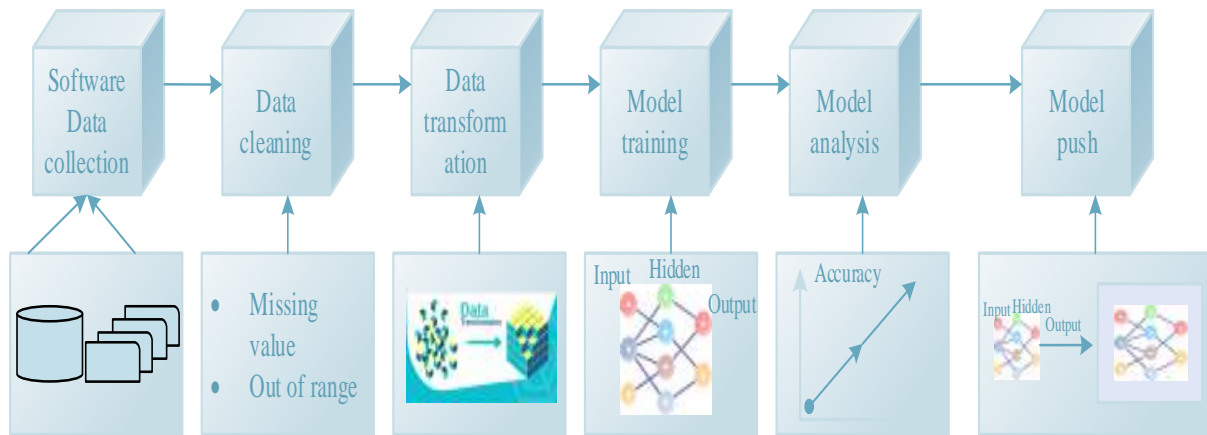 Software
Data
collection
Data
cleaning
Data
transform
ation
Model
training
Model
analysis
Model
push
• Missing
value
• Out of range
Data
Input
Hidden
Output
Accuracy
Input
Hidden
Output